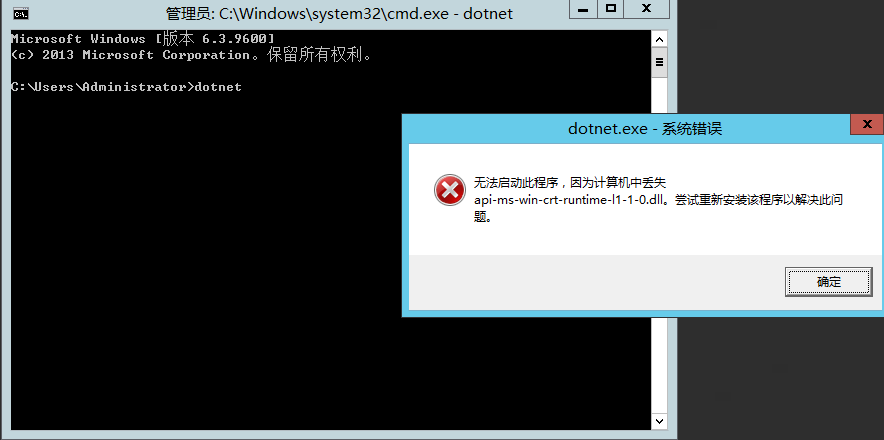 管理员: C:\Windows\system32\cmd.exe - dotnet
Microsoft Windows [版本 6.3.9600]
(c) 2013 Microsoft Corporation。保留所有权利。
C:\Users\Administrator>dotnet
dotnet.exe - 系统错误
无法启动此程序，因为计算机中丢失
api-ms-win-crt-runtime-l1-1-0.dll。尝试重新安装该程序以解决此问
题。
确定